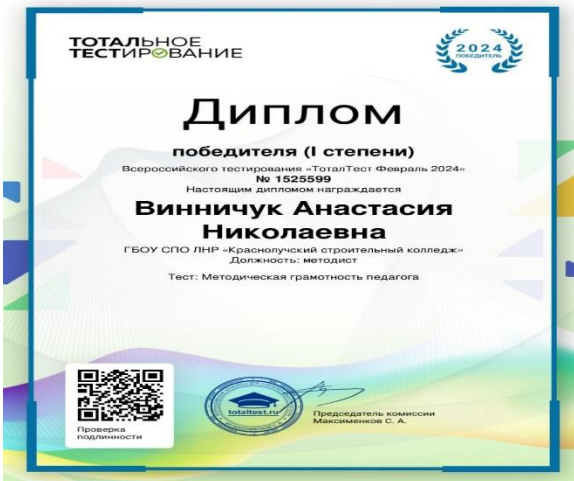 ТОТАЛЬНОЕ
ТЕСТИРОВАНИЕ
2024
ПОБЕДИТЕЛЬ
Диплом
победителя (I степени)
Всероссийского тестирования «ТоталТест Февраль 2024»
№ 1525599
Настоящим дипломом награждается
Винничук Анастасия
Николаевна
ГБОУ СПО ЛНР «Краснолучский строительный колледж»
Должность: методист
Тест: Методическая грамотность педагога
Проверка
подлинности
totaltest.ru
Председатель комиссии
Максименков С. А.